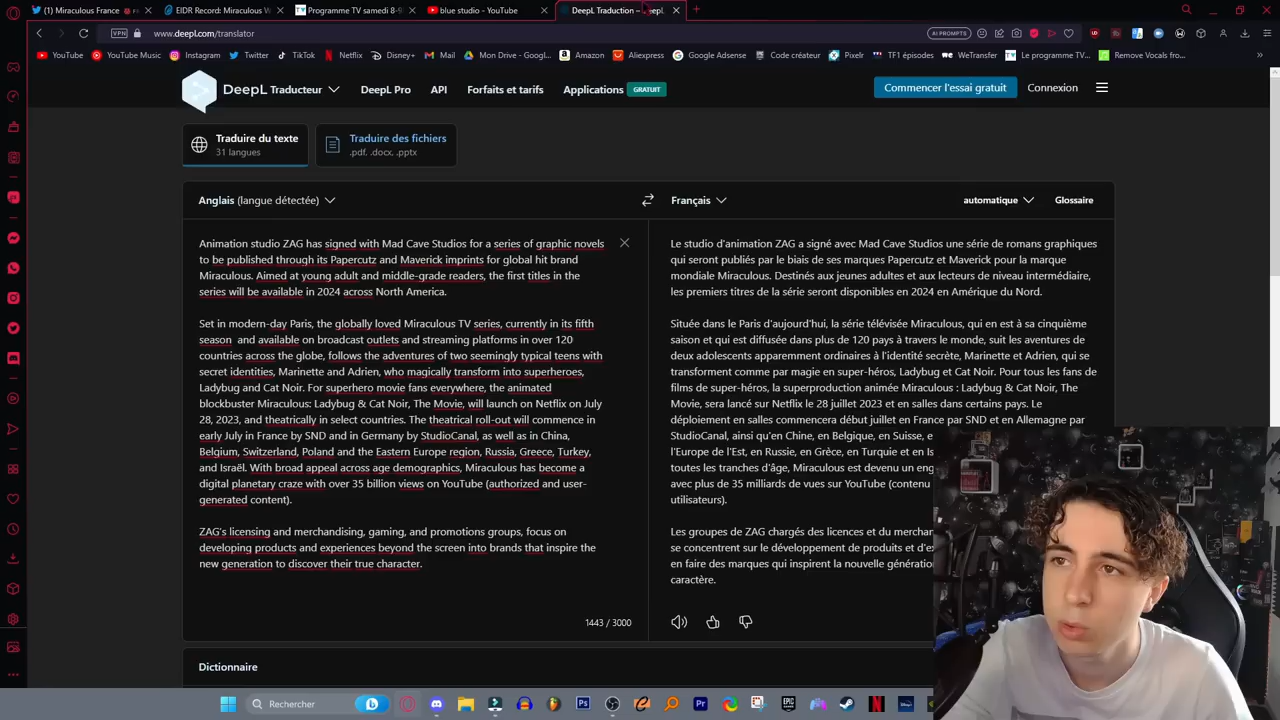 (1) Miraculous France
EIDR Record: Miraculous W
Programme TV samedi 8-9
blue studio - YouTube
DeepL Traduction – DeepL
VPN
www.deepl.com/translator
AI PROMPTS
YouTube
YouTube Music
Instagram
Twitter
TikTok
Netflix
Disney+
Mail
Mon Drive - Googl...
Amazon
Aliexpress
Google Adsense
Code créateur
Pixelr
TF1 épisodes
WeTransfer
Le programme TV...
Remove Vocals fro...
DeepL Traducteur
DeepL Pro
API
Forfaits et tarifs
Applications
GRATUIT
Commencer l'essai gratuit
Connexion
Traduire du texte
31 langues
Traduire des fichiers
.pdf, .docx, .pptx
Anglais (langue détectée)
Français
automatique
Glossaire
Animation studio ZAG has signed with Mad Cave Studios for a series of graphic novels
to be published through its Papercutz and Maverick imprints for global hit brand
Miraculous. Aimed at young adult and middle-grade readers, the first titles in the
series will be available in 2024 across North America.
Set in modern-day Paris, the globally loved Miraculous TV series, currently in its fifth
season  and available on broadcast outlets and streaming platforms in over 120
countries across the globe, follows the adventures of two seemingly typical teens with
secret identities, Marinette and Adrien, who magically transform into superheroes,
Ladybug and Cat Noir. For superhero movie fans everywhere, the animated
blockbuster Miraculous: Ladybug & Cat Noir, The Movie, will launch on Netflix on July
28, 2023, and theatrically in select countries. The theatrical roll-out will commence in
early July in France by SND and in Germany by StudioCanal, as well as in China,
Belgium, Switzerland, Poland and the Eastern Europe region, Russia, Greece, Turkey,
and Israël. With broad appeal across age demographics, Miraculous has become a
digital planetary craze with over 35 billion views on YouTube (authorized and user-
generated content).
ZAG's licensing and merchandising, gaming, and promotions groups, focus on
developing products and experiences beyond the screen into brands that inspire the
new generation to discover their true character.
1443 / 3000
Le studio d'animation ZAG a signé avec Mad Cave Studios une série de romans graphiques
qui seront publiés par le biais de ses marques Papercutz et Maverick pour la marque
mondiale Miraculous. Destinés aux jeunes adultes et aux lecteurs de niveau intermédiaire,
les premiers titres de la série seront disponibles en 2024 en Amérique du Nord.
Située dans le Paris d'aujourd'hui, la série télévisée Miraculous, qui en est à sa cinquième
saison et qui est diffusée dans plus de 120 pays à travers le monde, suit les aventures de
deux adolescents apparemment ordinaires à l'identité secrète, Marinette et Adrien, qui se
transforment comme par magie en super-héros, Ladybug et Cat Noir. Pour tous les fans de
films de super-héros, la superproduction animée Miraculous : Ladybug & Cat Noir, The
Movie, sera lancé sur Netflix le 28 juillet 2023 et en salles dans certains pays. Le
déploiement en salles commencera début juillet en France par SND et en Allemagne par
StudioCanal, ainsi qu'en Chine, en Belgique, en Suisse, e
l'Europe de l'Est, en Russie, en Grèce, en Turquie et en Is
toutes les tranches d'âge, Miraculous est devenu un eng
avec plus de 35 milliards de vues sur YouTube (contenu
utilisateurs).
Les groupes de ZAG chargés des licences et du merchan
se concentrent sur le développement de produits et d'ex
en faire des marques qui inspirent la nouvelle génération
caractère.
Dictionnaire
Rechercher